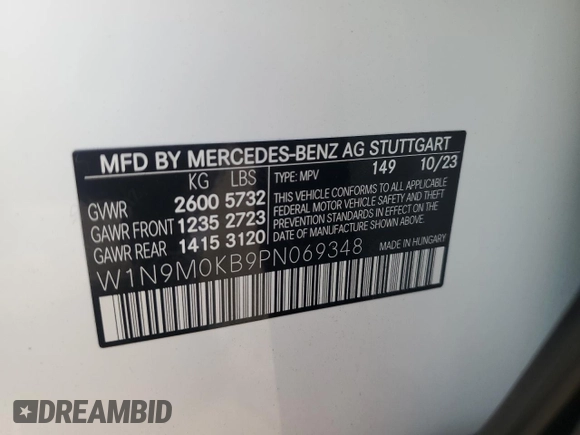 MFD BY MERCEDES-BENZ AG STUTTGART
KG LBS
TYPE: MPV 149 10/23
GVWR 2600 5732
GAWR FRONT 1235 2723
GAWR REAR 1415 3120
THIS VEHICLE CONFORMS TO ALL APPLICABLE
FEDERAL MOTOR VEHICLE SAFETY AND THEFT
PREVENTION STANDARDS IN EFFECT ON THE
DATE OF MANUFACTURE SHOWN ABOVE.
MADE IN HUNGARY
W1N9M0KB9PN069348
DREAMBID